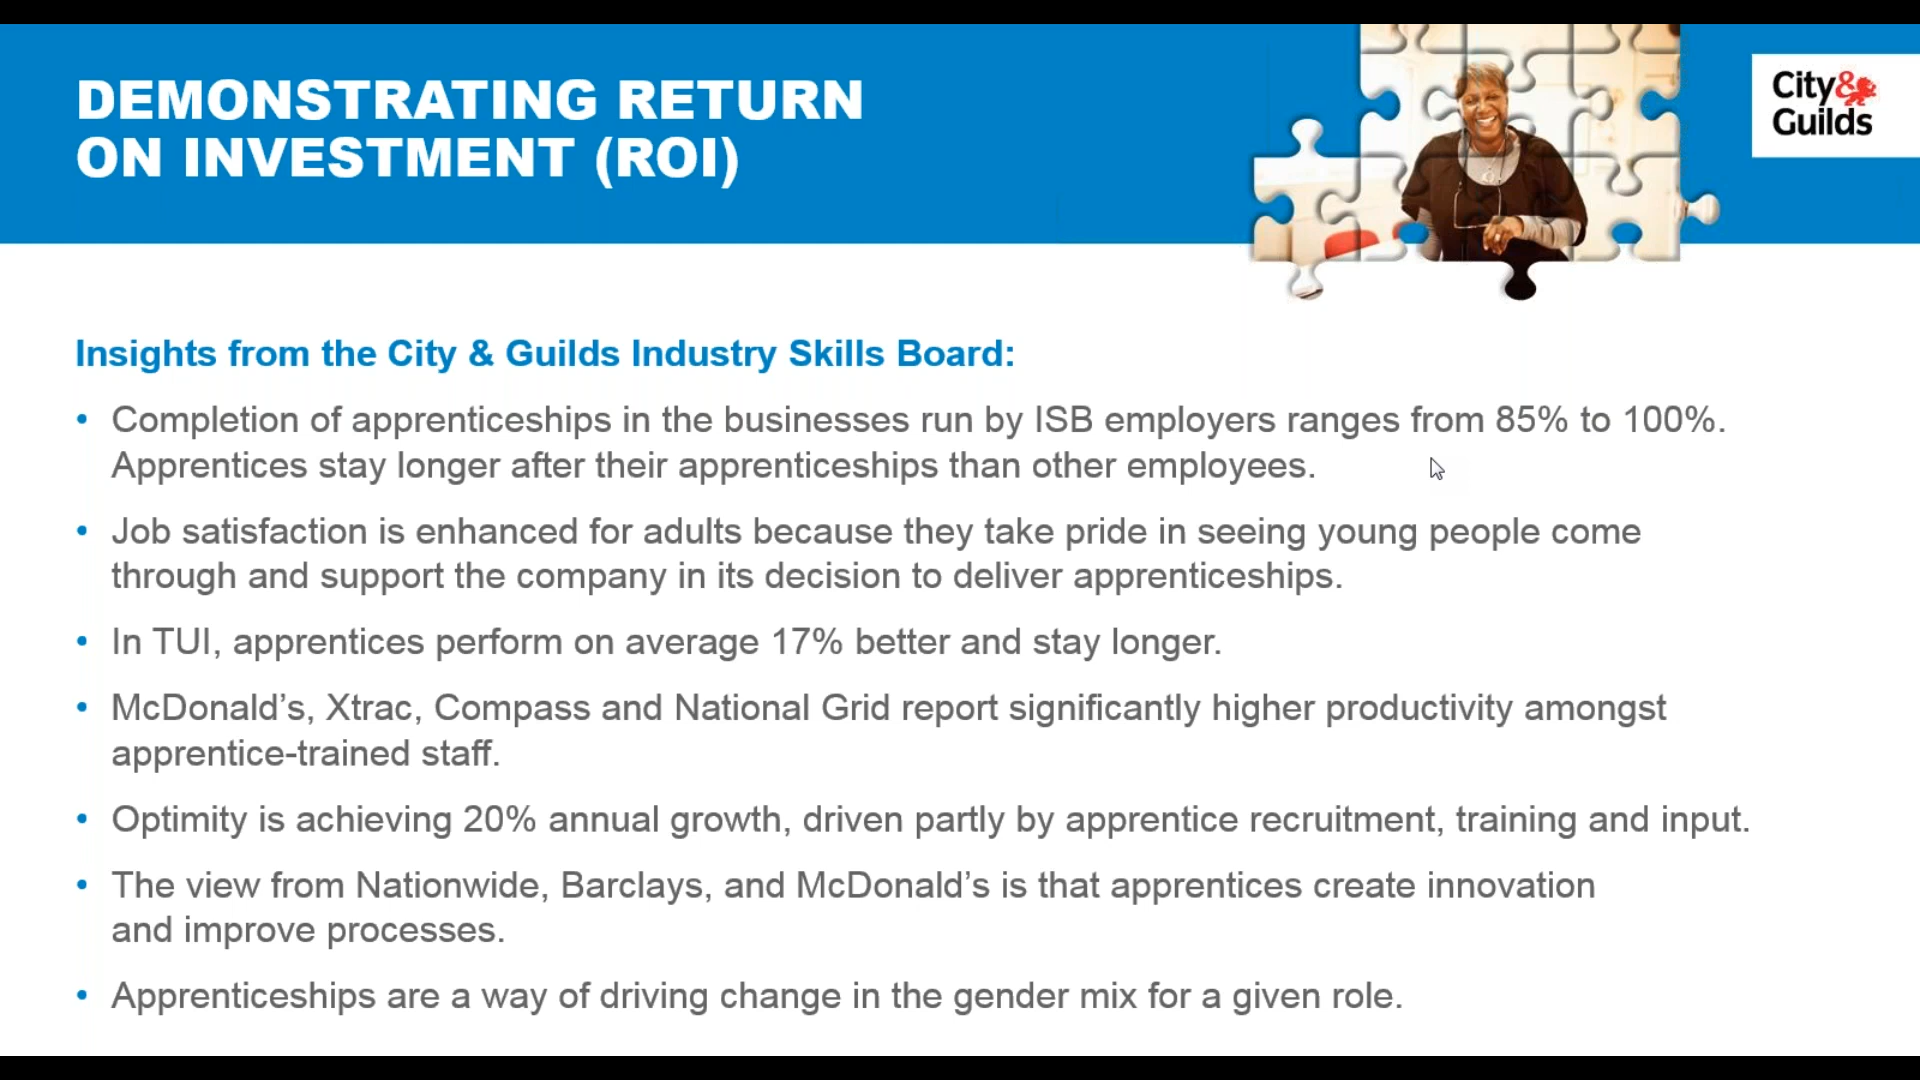 DEMONSTRATING RETURN
ON INVESTMENT (ROI)
City&
Guilds
Insights from the City & Guilds Industry Skills Board:
• Completion of apprenticeships in the businesses run by ISB employers ranges from 85% to 100%.
Apprentices stay longer after their apprenticeships than other employees.
• Job satisfaction is enhanced for adults because they take pride in seeing young people come
through and support the company in its decision to deliver apprenticeships.
• In TUI, apprentices perform on average 17% better and stay longer.
• McDonald’s, Xtrac, Compass and National Grid report significantly higher productivity amongst
apprentice-trained staff.
• Optimity is achieving 20% annual growth, driven partly by apprentice recruitment, training and input.
• The view from Nationwide, Barclays, and McDonald’s is that apprentices create innovation
and improve processes.
• Apprenticeships are a way of driving change in the gender mix for a given role.